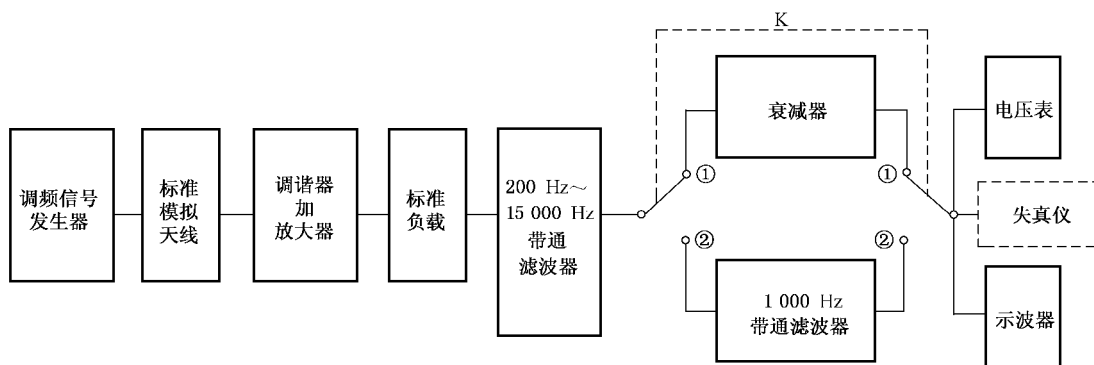 K
调频信号
发生器
标准
模拟
天线
调谐器
加
放大器
标准
负载
200 Hz～
15 000 Hz
带通
滤波器
①
②
衰减器
1 000 Hz
带通滤波器
①
②
电压表
失真仪
示波器